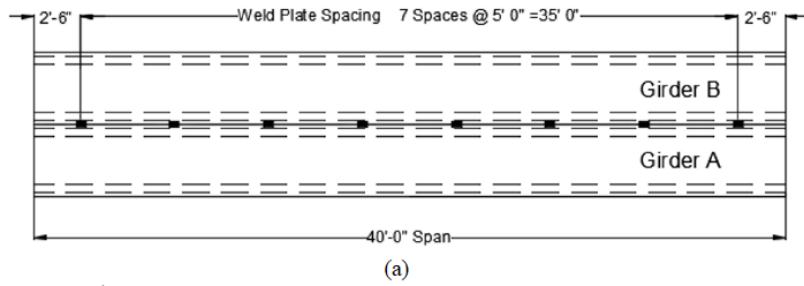 2'-6" Weld Plate Spacing 7 Spaces @ 5' 0" =35' 0" 2'-6"
Girder B
Girder A
40'-0" Span
(a)